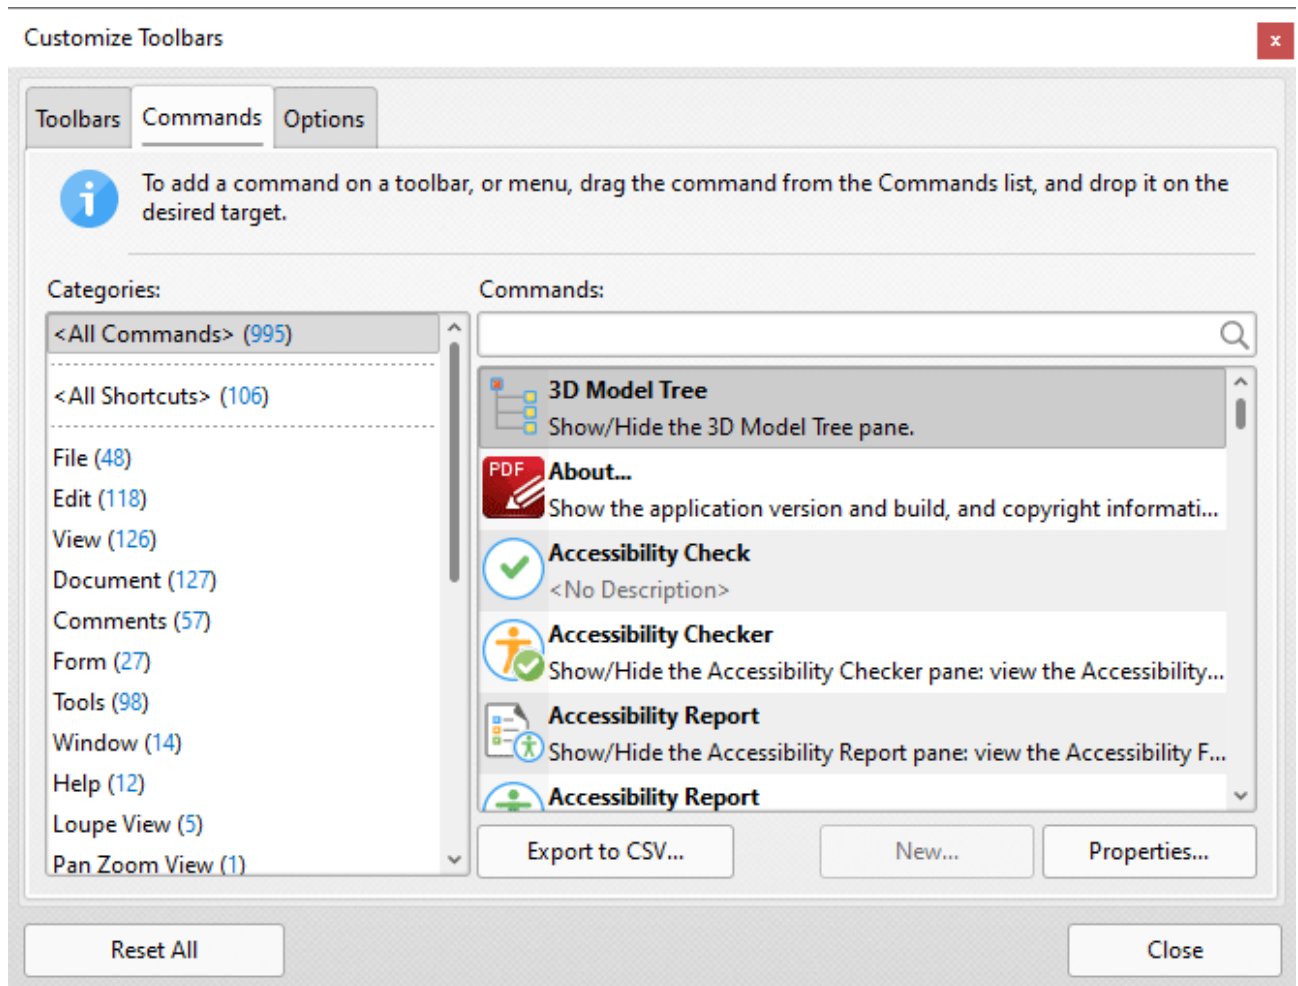 Customize Toolbars
x
Toolbars Commands Options
To add a command on a toolbar, or menu, drag the command from the Commands list, and drop it on the
desired target.
Categories:
<All Commands> (995)
<All Shortcuts> (106)
File (48)
Edit (118)
View (126)
Document (127)
Comments (57)
Form (27)
Tools (98)
Window (14)
Help (12)
Loupe View (5)
Pan Zoom View (1)
Commands:
3D Model Tree
Show/Hide the 3D Model Tree pane.
PDF
About...
Show the application version and build, and copyright informati...
Accessibility Check
<No Description>
Accessibility Checker
Show/Hide the Accessibility Checker pane: view the Accessibility...
Accessibility Report
Show/Hide the Accessibility Report pane: view the Accessibility F...
Accessibility Report
Export to CSV... New... Properties...
Reset All Close